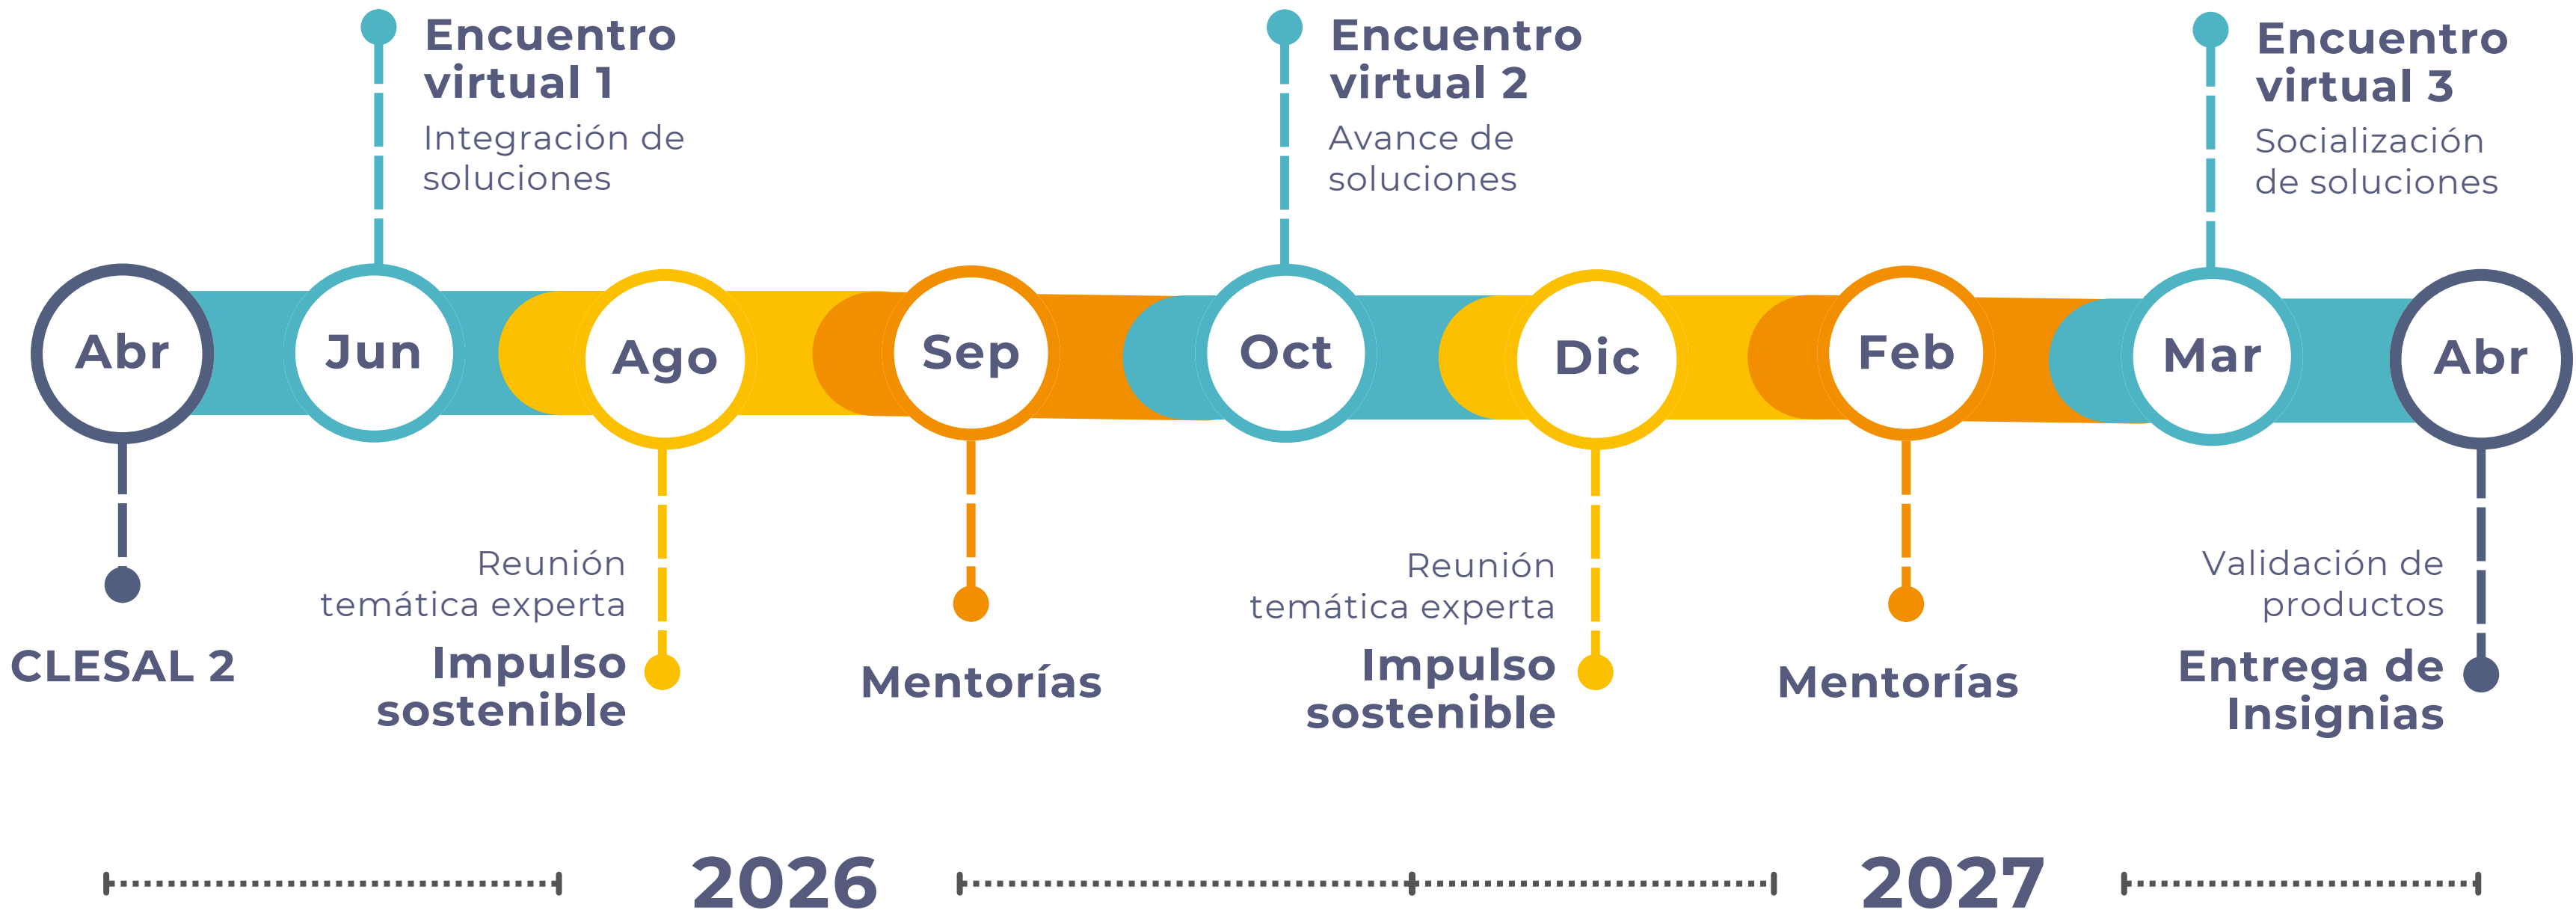 Encuentro
virtual 1
Integración de
soluciones
Encuentro
virtual 2
Avance de
soluciones
Encuentro
virtual 3
Socialización
de soluciones
Abr
Jun
Ago
Sep
Oct
Dic
Feb
Mar
Abr
CLESAL 2
Reunión
temática experta
Impulso
sostenible
Mentorías
Reunión
temática experta
Impulso
sostenible
Mentorías
Validación de
productos
Entrega de
Insignias
2026
2027